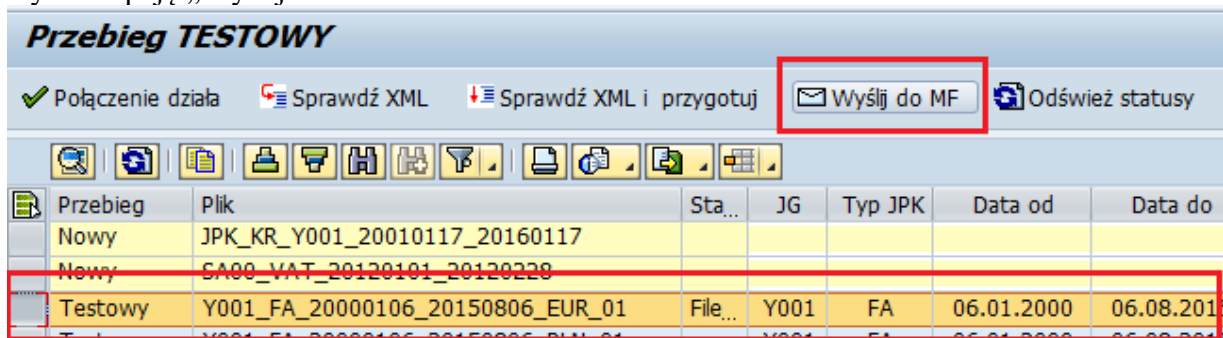 Przebieg TESTOWY
Połączenie działa Sprawdź XML Sprawdź XML i przygotuj Wyślij do MF Odśwież statusy
Przebieg Plik Sta... JG Typ JPK Data od Data do
Nowy JPK_KR_Y001_20010117_20160117
Nowy SA00_VAT_20120101_20120228
Testowy Y001_FA_20000106_20150806_EUR_01 File... Y001 FA 06.01.2000 06.08.201